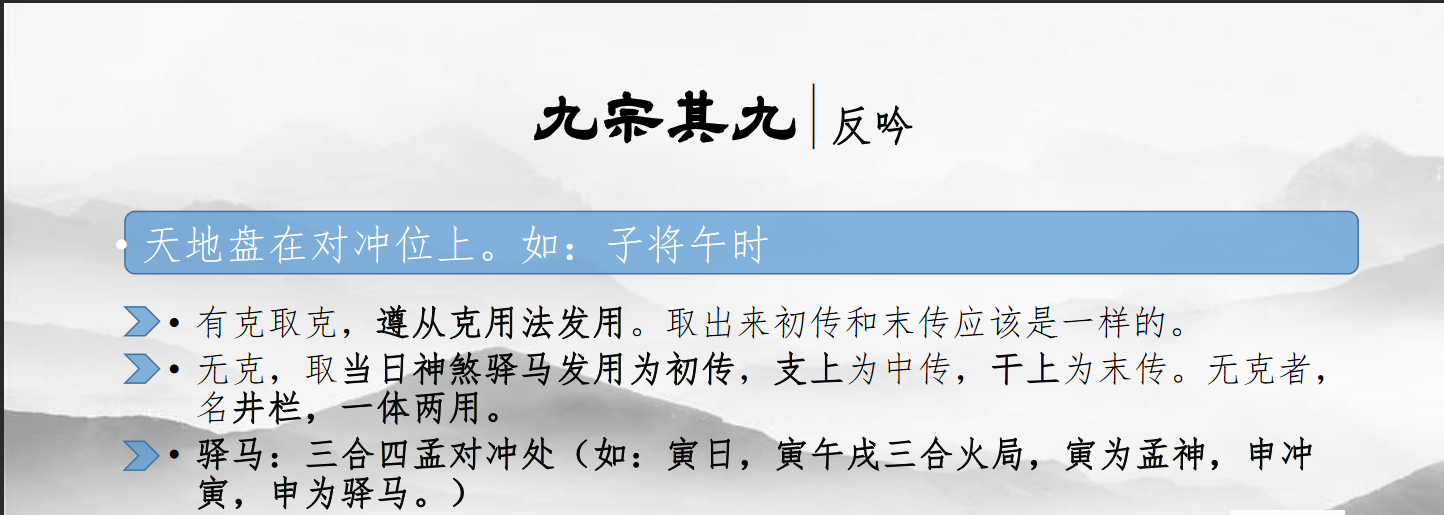 九宗其九 | 反吟
• 天地盘在对冲位上。如：子将午时
• 有克取克，遵从克用法发用。取出来初传和末传应该是一样的。
• 无克，取当日神煞驿马发用为初传，支上为中传，干上为末传。无克者，
名井栏，一体两用。
• 驿马：三合四孟对冲处（如：寅日，寅午戌三合火局，寅为孟神，申冲
寅，申为驿马。）